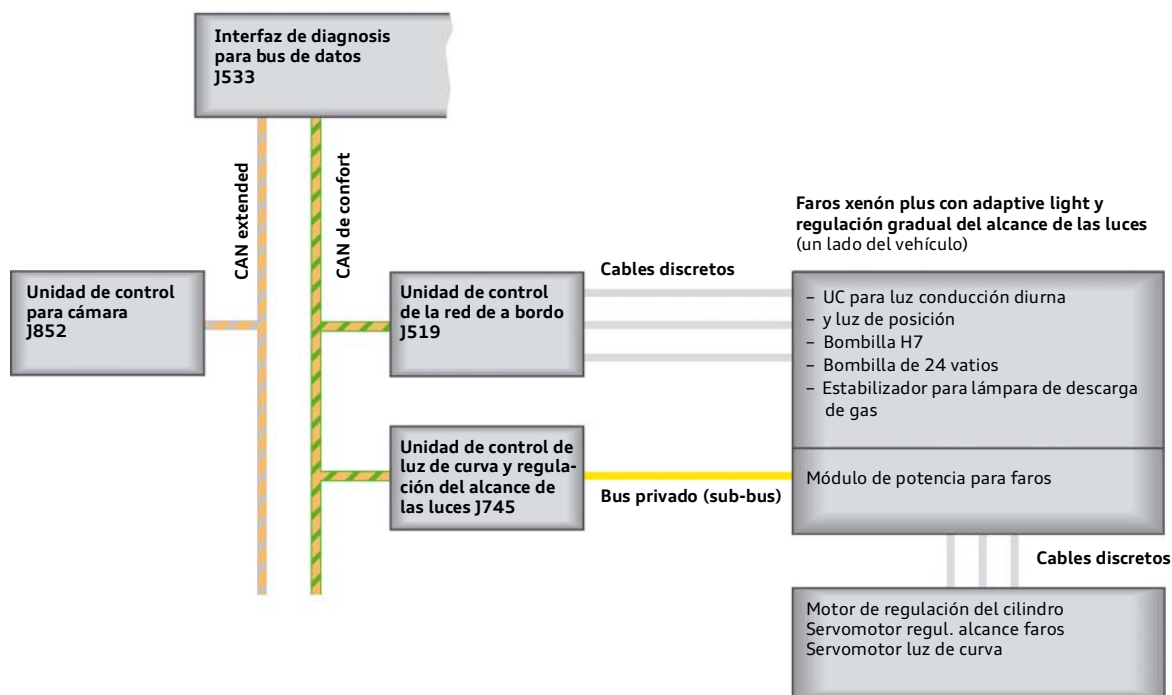 Interfaz de diagnosis
para bus de datos
J533
CAN extended
CAN de confort
Unidad de control
para cámara
J852
Unidad de control
de la red de a bordo
J519
Cables discretos
Faros xenón plus con adaptive light y
regulación gradual del alcance de las luces
(un lado del vehículo)
– UC para luz conducción diurna
– y luz de posición
– Bombilla H7
– Bombilla de 24 vatios
– Estabilizador para lámpara de descarga
de gas
Unidad de control de
luz de curva y regula-
ción del alcance de
las luces J745
Bus privado (sub-bus)
Módulo de potencia para faros
Cables discretos
Motor de regulación del cilindro
Servomotor regul. alcance faros
Servomotor luz de curva